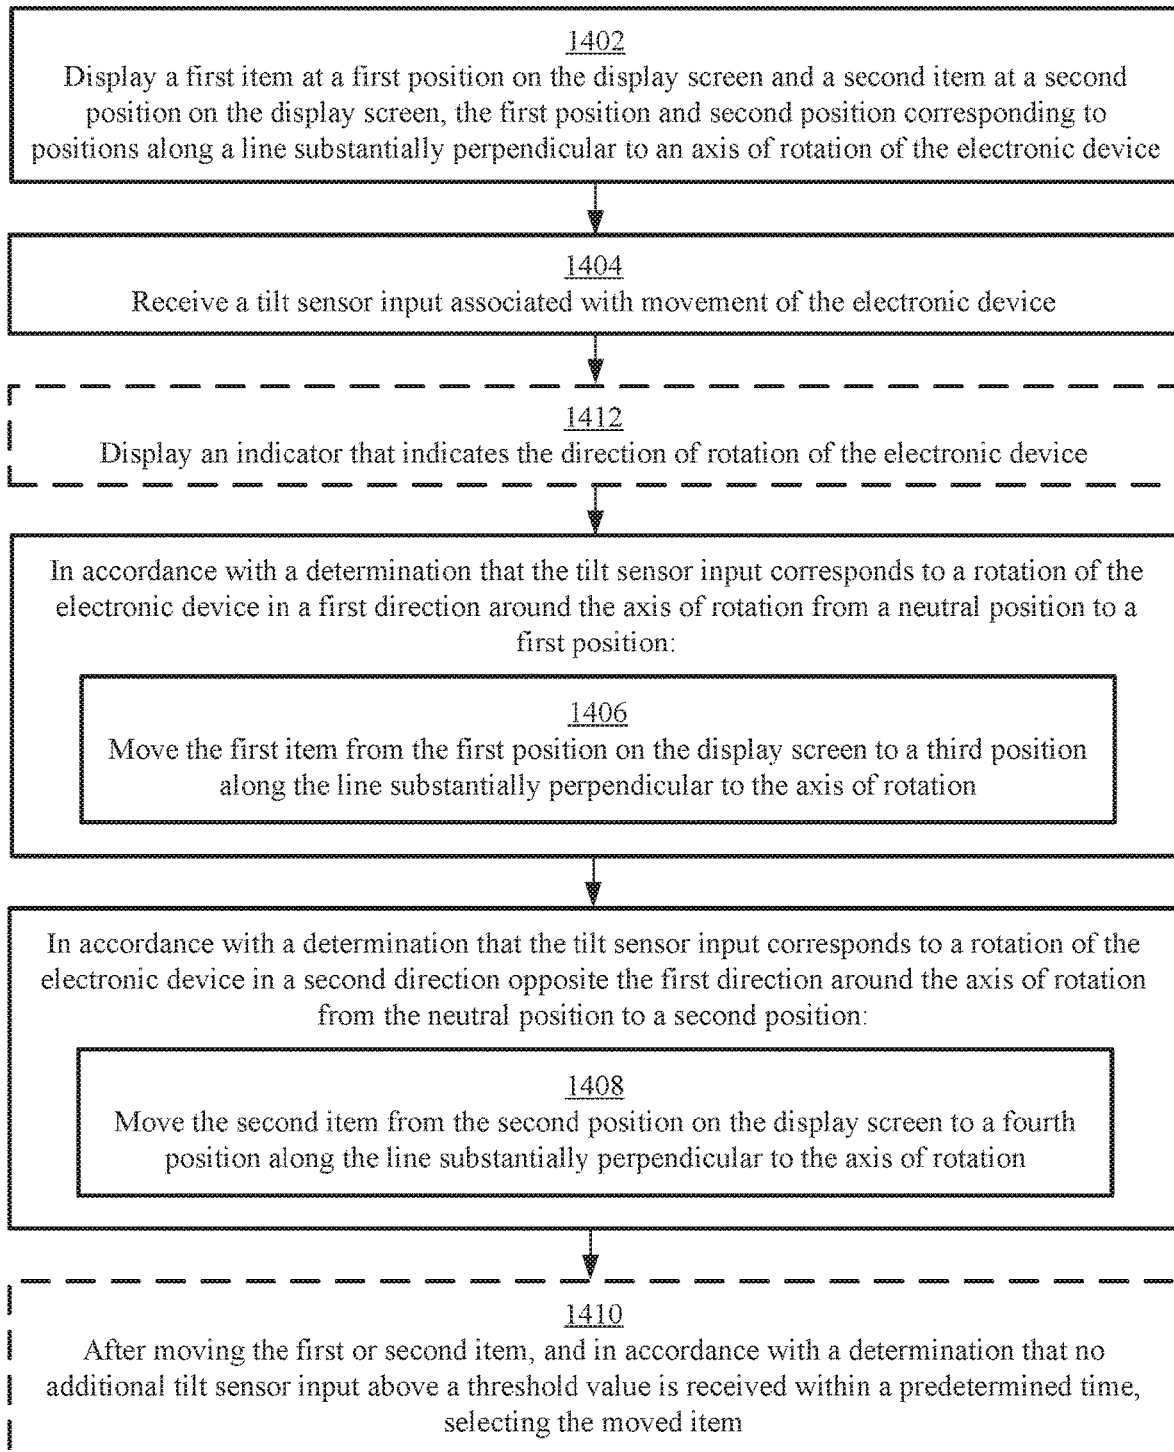 1402
Display a first item at a first position on the display screen and a second item at a second
position on the display screen, the first position and second position corresponding to
positions along a line substantially perpendicular to an axis of rotation of the electronic device
1404
Receive a tilt sensor input associated with movement of the electronic device
1412
Display an indicator that indicates the direction of rotation of the electronic device
In accordance with a determination that the tilt sensor input corresponds to a rotation of the
electronic device in a first direction around the axis of rotation from a neutral position to a
first position:
1406
Move the first item from the first position on the display screen to a third position
along the line substantially perpendicular to the axis of rotation
In accordance with a determination that the tilt sensor input corresponds to a rotation of the
electronic device in a second direction opposite the first direction around the axis of rotation
from the neutral position to a second position:
1408
Move the second item from the second position on the display screen to a fourth
position along the line substantially perpendicular to the axis of rotation
1410
After moving the first or second item, and in accordance with a determination that no
additional tilt sensor input above a threshold value is received within a predetermined time,
selecting the moved item